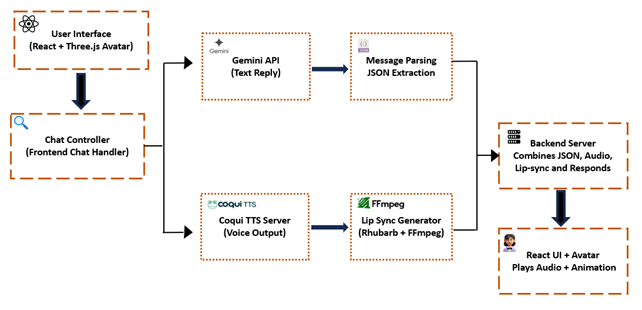 User Interface
(React + Three.js Avatar)
Chat Controller
(Frontend Chat Handler)
Gemini
Gemini API
(Text Reply)
JSON
Message Parsing
JSON Extraction
coqui TTS
Coqui TTS Server
(Voice Output)
FFmpeg
Lip Sync Generator
(Rhubarb + FFmpeg)
Backend Server
Combines JSON, Audio,
Lip-sync and Responds
React UI + Avatar
Plays Audio + Animation